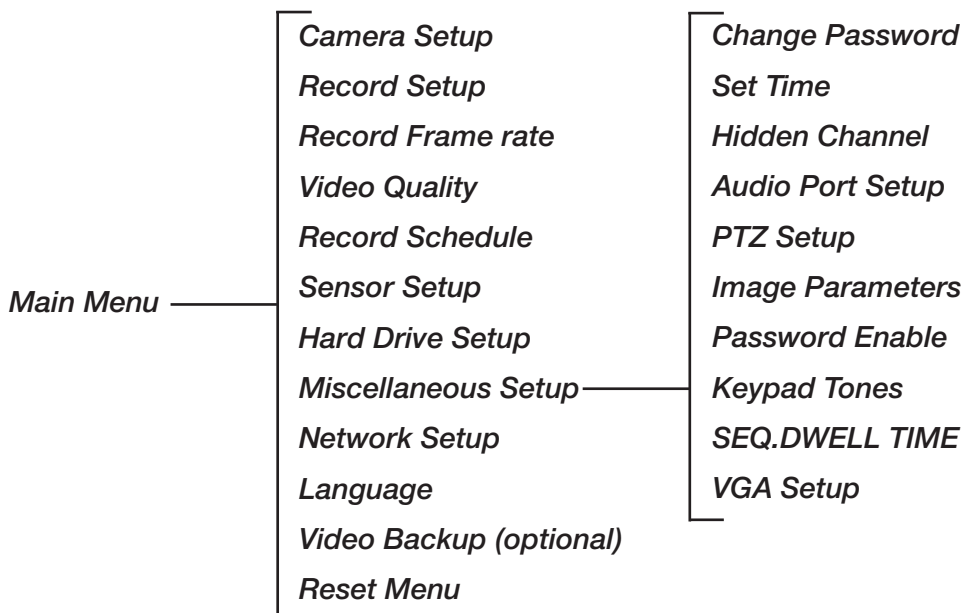 Main Menu
Camera Setup
Record Setup
Record Frame rate
Video Quality
Record Schedule
Sensor Setup
Hard Drive Setup
Miscellaneous Setup
Network Setup
Language
Video Backup (optional)
Reset Menu
Change Password
Set Time
Hidden Channel
Audio Port Setup
PTZ Setup
Image Parameters
Password Enable
Keypad Tones
SEQ.DWELL TIME
VGA Setup